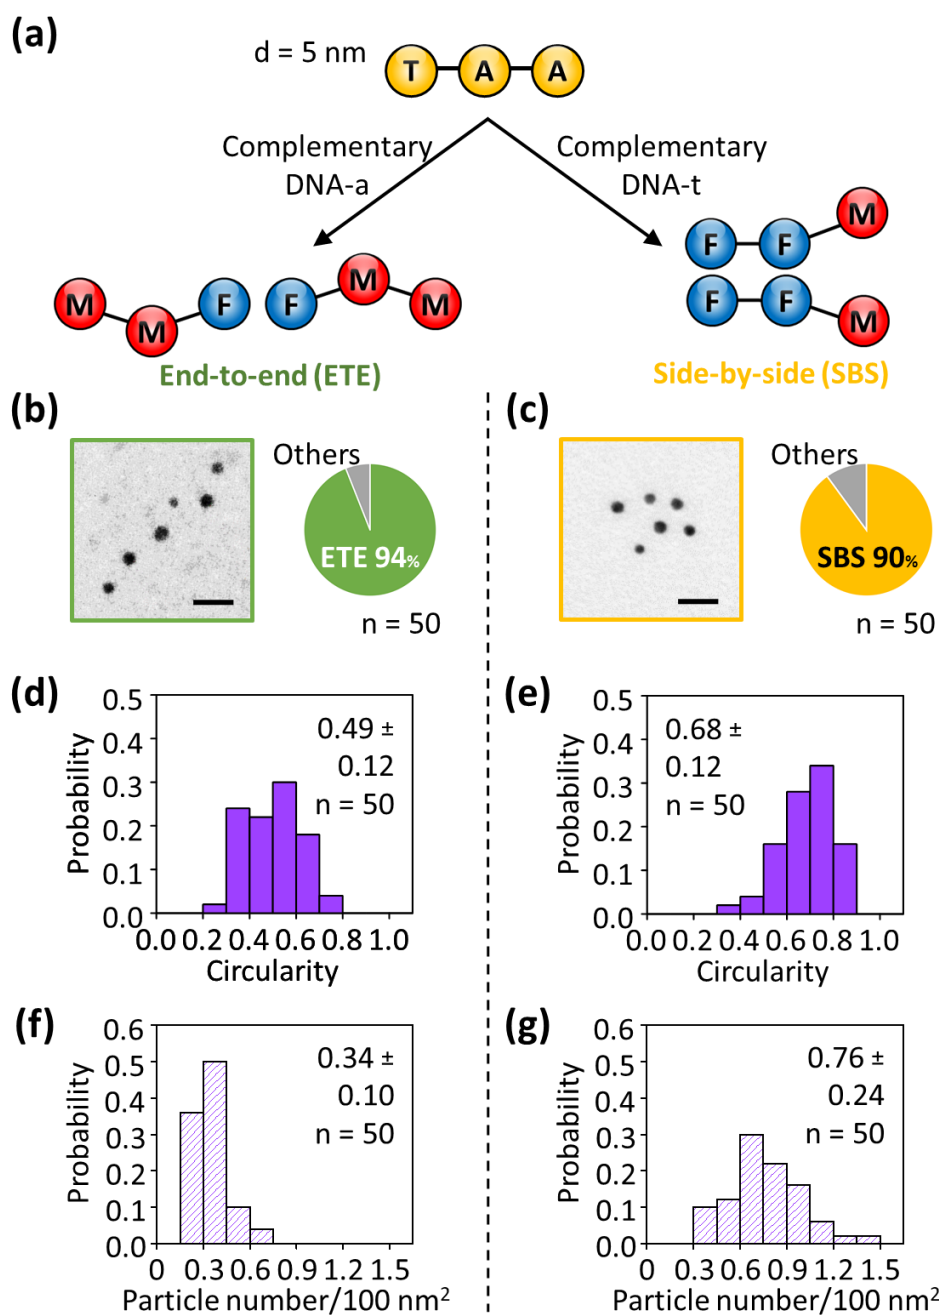 (a)
d = 5 nm
T A A
Complementary
DNA-a
Complementary
DNA-t
M M F F M M
F F M
F F M
End-to-end (ETE)
Side-by-side (SBS)
(b)
Others
ETE 94%
n = 50
(c)
Others
SBS 90%
n = 50
(d)
Probability
0.5
0.4
0.3
0.2
0.1
0.0
0.49 ±
0.12
n = 50
0.0 0.2 0.4 0.6 0.8 1.0
Circularity
(e)
Probability
0.5
0.4
0.3
0.2
0.1
0.0
0.68 ±
0.12
n = 50
0.0 0.2 0.4 0.6 0.8 1.0
Circularity
(f)
Probability
0.6
0.5
0.4
0.3
0.2
0.1
0.0
0.34 ±
0.10
n = 50
0 0.3 0.6 0.9 1.2 1.5
Particle number/100 nm²
(g)
Probability
0.6
0.5
0.4
0.3
0.2
0.1
0.0
0.76 ±
0.24
n = 50
0 0.3 0.6 0.9 1.2 1.5
Particle number/100 nm²